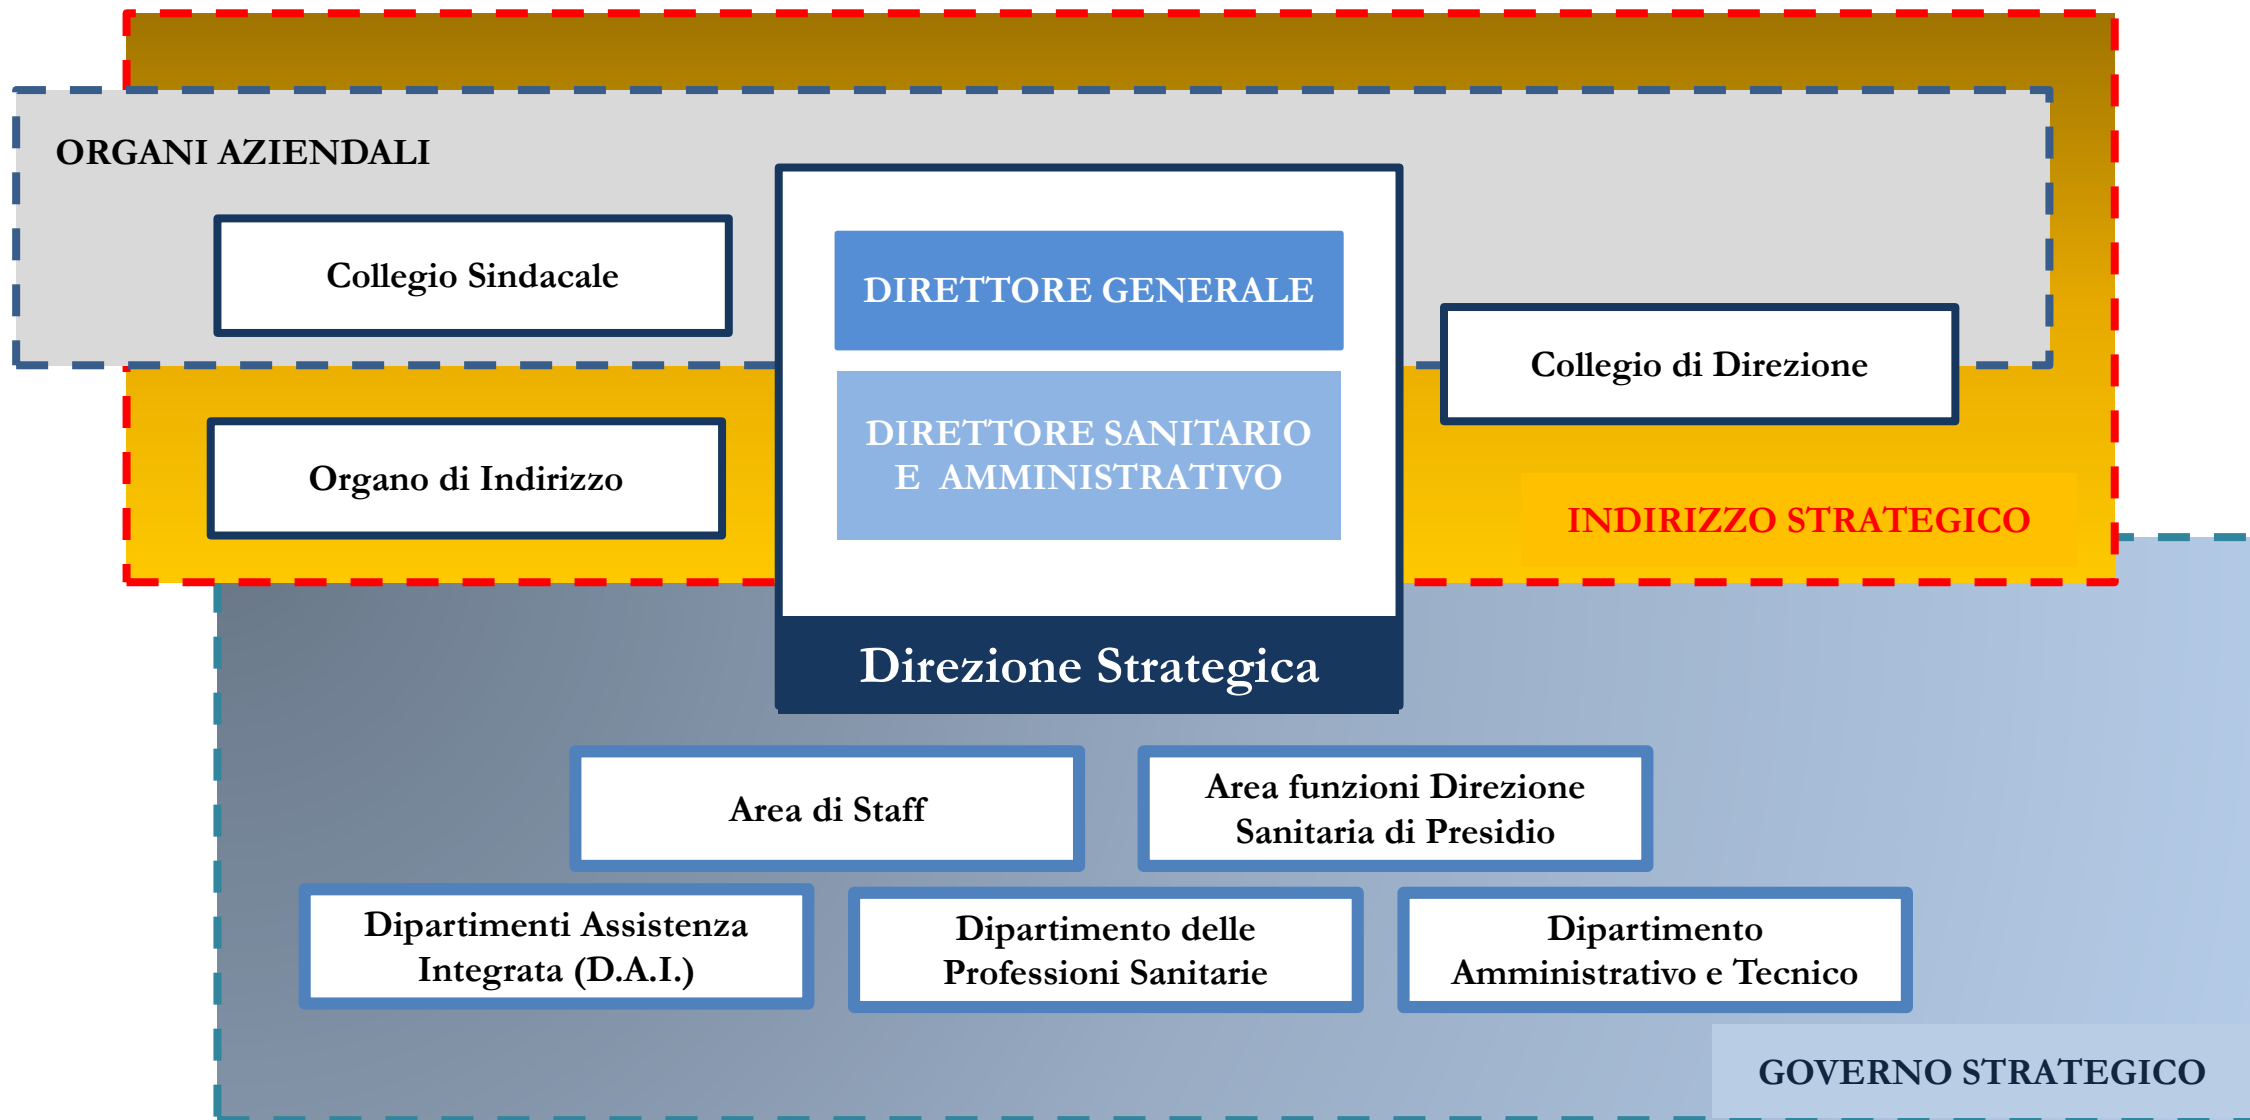 ORGANI AZIENDALI
Collegio Sindacale
DIRETTORE GENERALE
Collegio di Direzione
DIRETTORE SANITARIO
E AMMINISTRATIVO
Organo di Indirizzo
INDIRIZZO STRATEGICO
Direzione Strategica
Area di Staff
Area funzioni Direzione
Sanitaria di Presidio
Dipartimenti Assistenza
Integrata (D.A.I.)
Dipartimento delle
Professioni Sanitarie
Dipartimento
Amministrativo e Tecnico
GOVERNO STRATEGICO